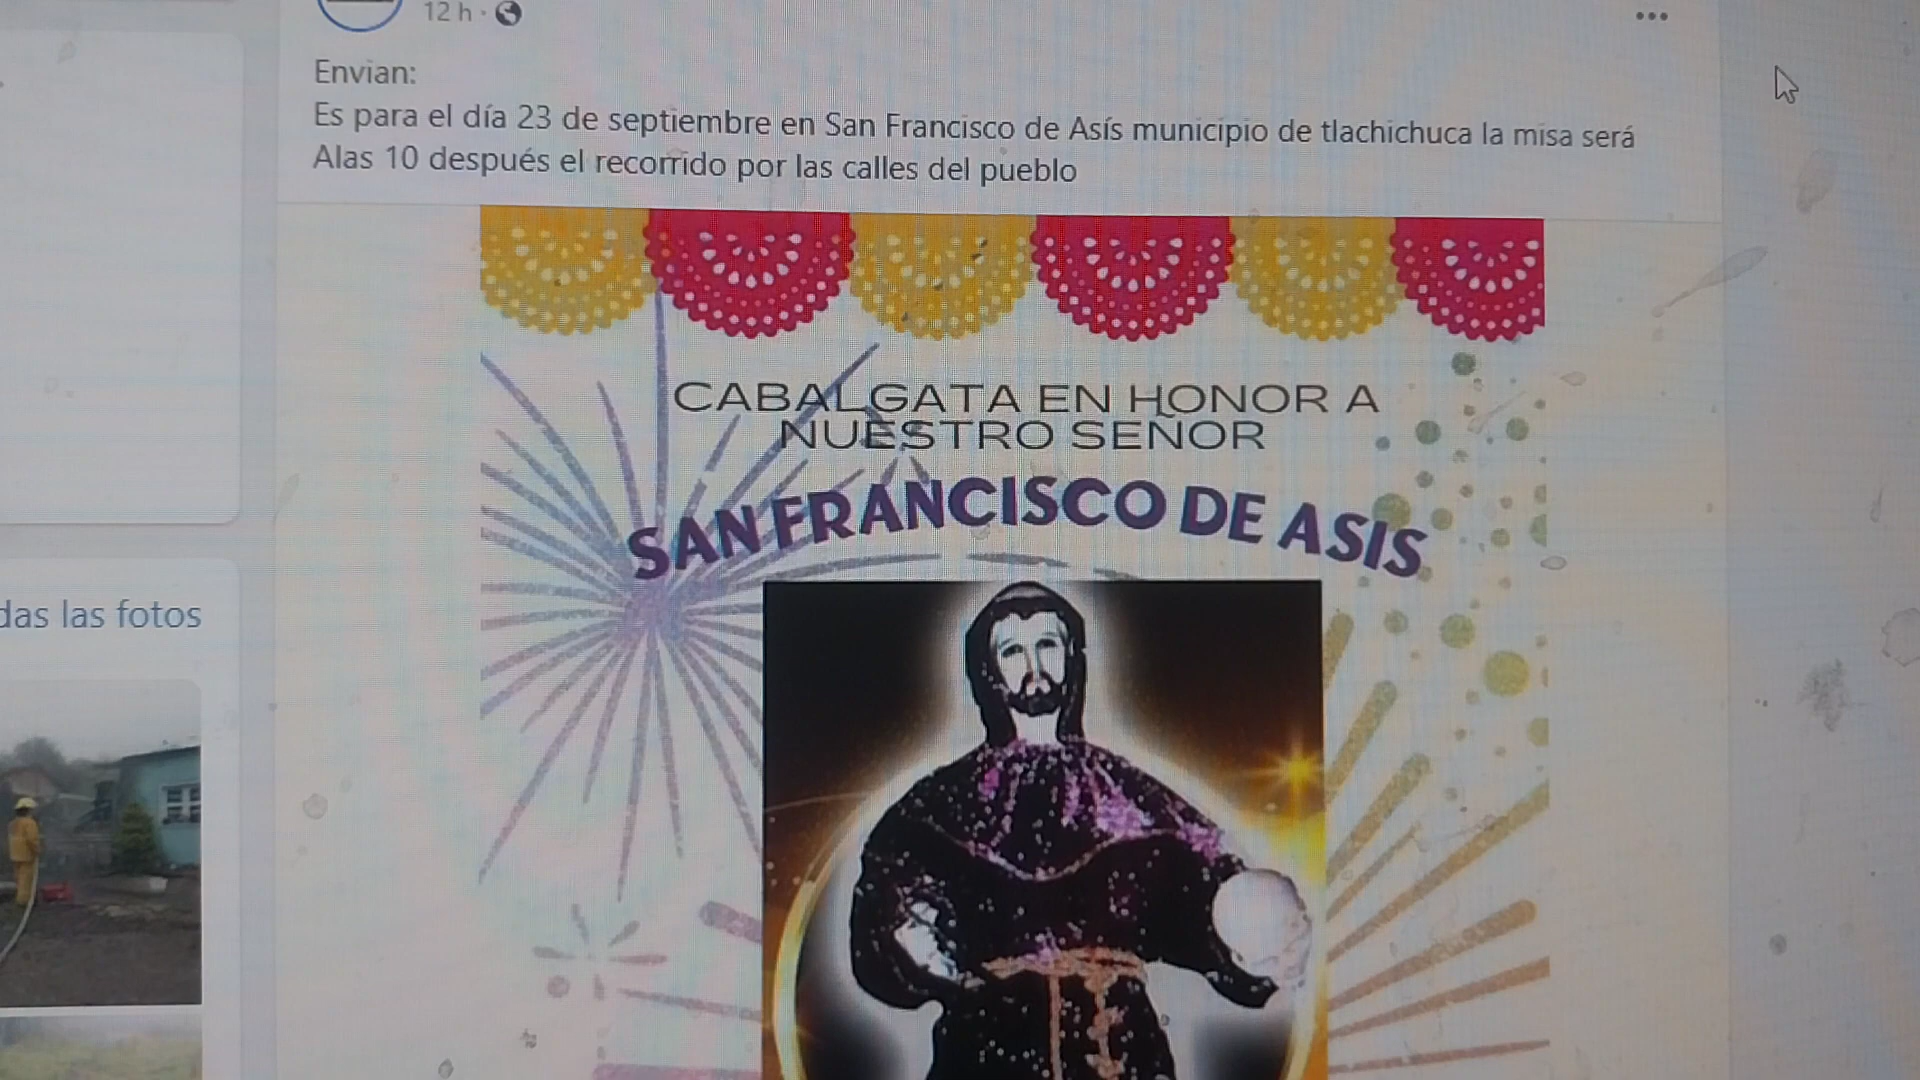 12 h ·
Envian:
Es para el día 23 de septiembre en San Francisco de Asís municipio de tlachichuca la misa será
Alas 10 después el recorrido por las calles del pueblo
CABALGATA EN HONOR A
NUESTRO SEÑOR
SAN FRANCISCO DE ASIS
das las fotos